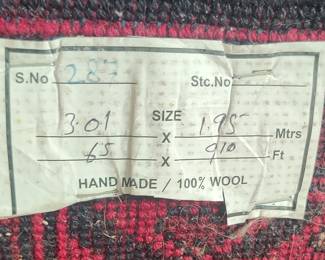 S.No 287 Stc.No
SIZE
3.01 X 1.95 Mtrs
65 X 910 Ft
HAND MADE / 100% WOOL